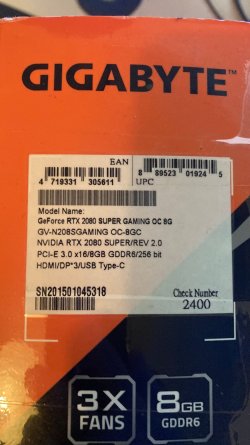 GIGABYTE™
EAN
4 719331 305611
8 89523 01924 5
UPC
Model Name:
GeForce RTX 2080 SUPER GAMING OC 8G
GV-N208SGAMING OC-8GC
NVIDIA RTX 2080 SUPER/REV 2.0
PCI-E 3.0 x16/8GB GDDR6/256 bit
HDMI/DP*3/USB Type-C
SN201501045318
Check Number
2400
3X
FANS
8GB
GDDR6